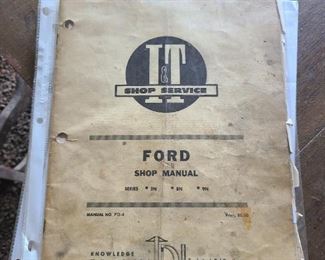 I&T
SHOP SERVICE
FORD
SHOP MANUAL
SERIES • 2N • 8N • 9N
MANUAL NO. FO-4
KNOWLEDGE